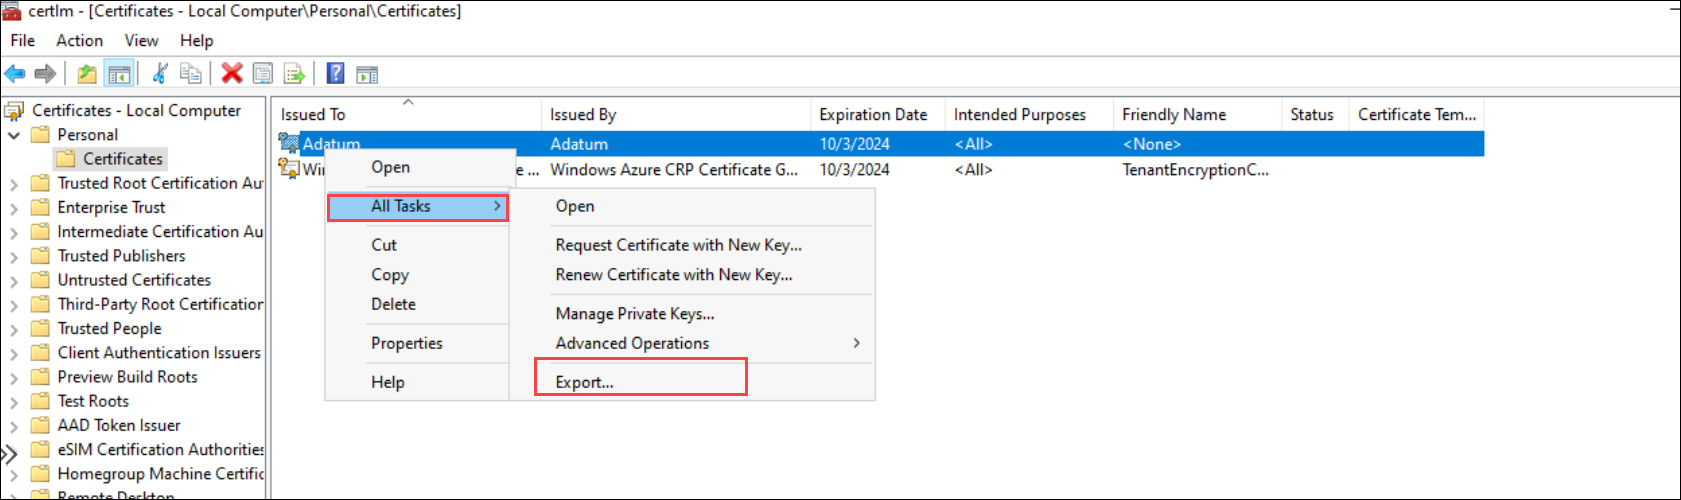 certlm - [Certificates - Local Computer\Personal\Certificates]
File Action View Help
Certificates - Local Computer
Personal
Certificates
Trusted Root Certification Au
Enterprise Trust
Intermediate Certification Au
Trusted Publishers
Untrusted Certificates
Third-Party Root Certification
Trusted People
Client Authentication Issuers
Preview Build Roots
Test Roots
AAD Token Issuer
eSIM Certification Authorities
Homegroup Machine Certific
Remote Desktop
Issued To Issued By Expiration Date Intended Purposes Friendly Name Status Certificate Tem...
Adatum Adatum 10/3/2024 <All> <None>
Win e ... Windows Azure CRP Certificate G... 10/3/2024 <All> TenantEncryptionC...
Open
All Tasks
Cut
Copy
Delete
Properties
Help
Open
Request Certificate with New Key...
Renew Certificate with New Key...
Manage Private Keys...
Advanced Operations
Export...